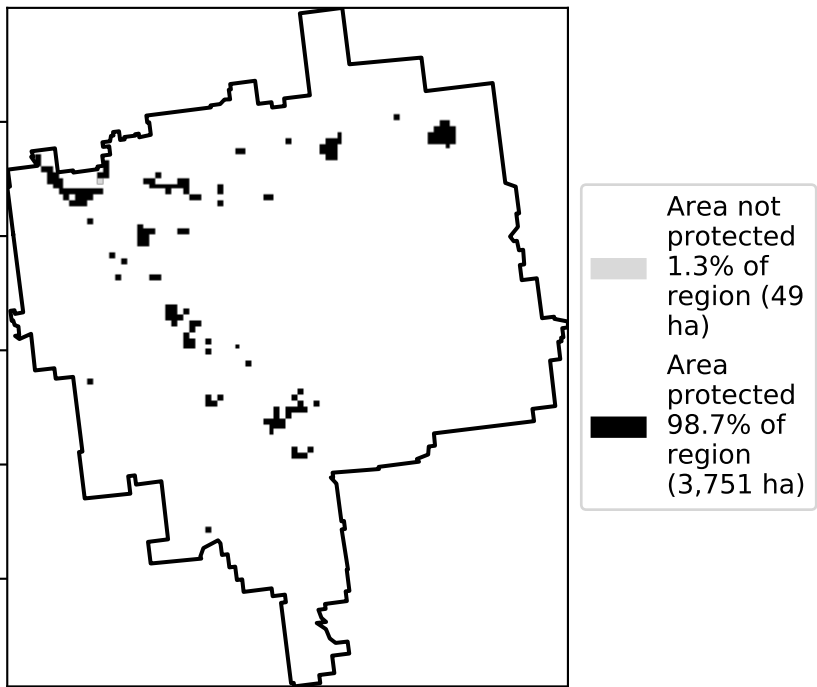 Area not
protected
1.3% of
region (49
ha)
Area
protected
98.7% of
region
(3,751 ha)